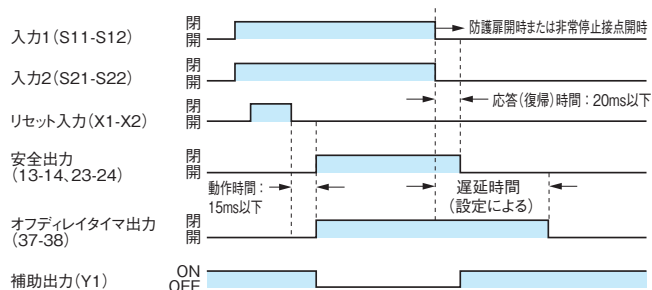 入力1(S11-S12)
閉
開
防護扉開時または非常停止接点開時
入力2(S21-S22)
閉
開
応答(復帰)時間：20ms以下
リセット入力(X1-X2)
閉
開
安全出力
(13-14、23-24)
閉
開
動作時間：
15ms以下
遅延時間
(設定による)
オフディレイタイマ出力
(37-38)
閉
開
補助出力(Y1)
ON
OFF